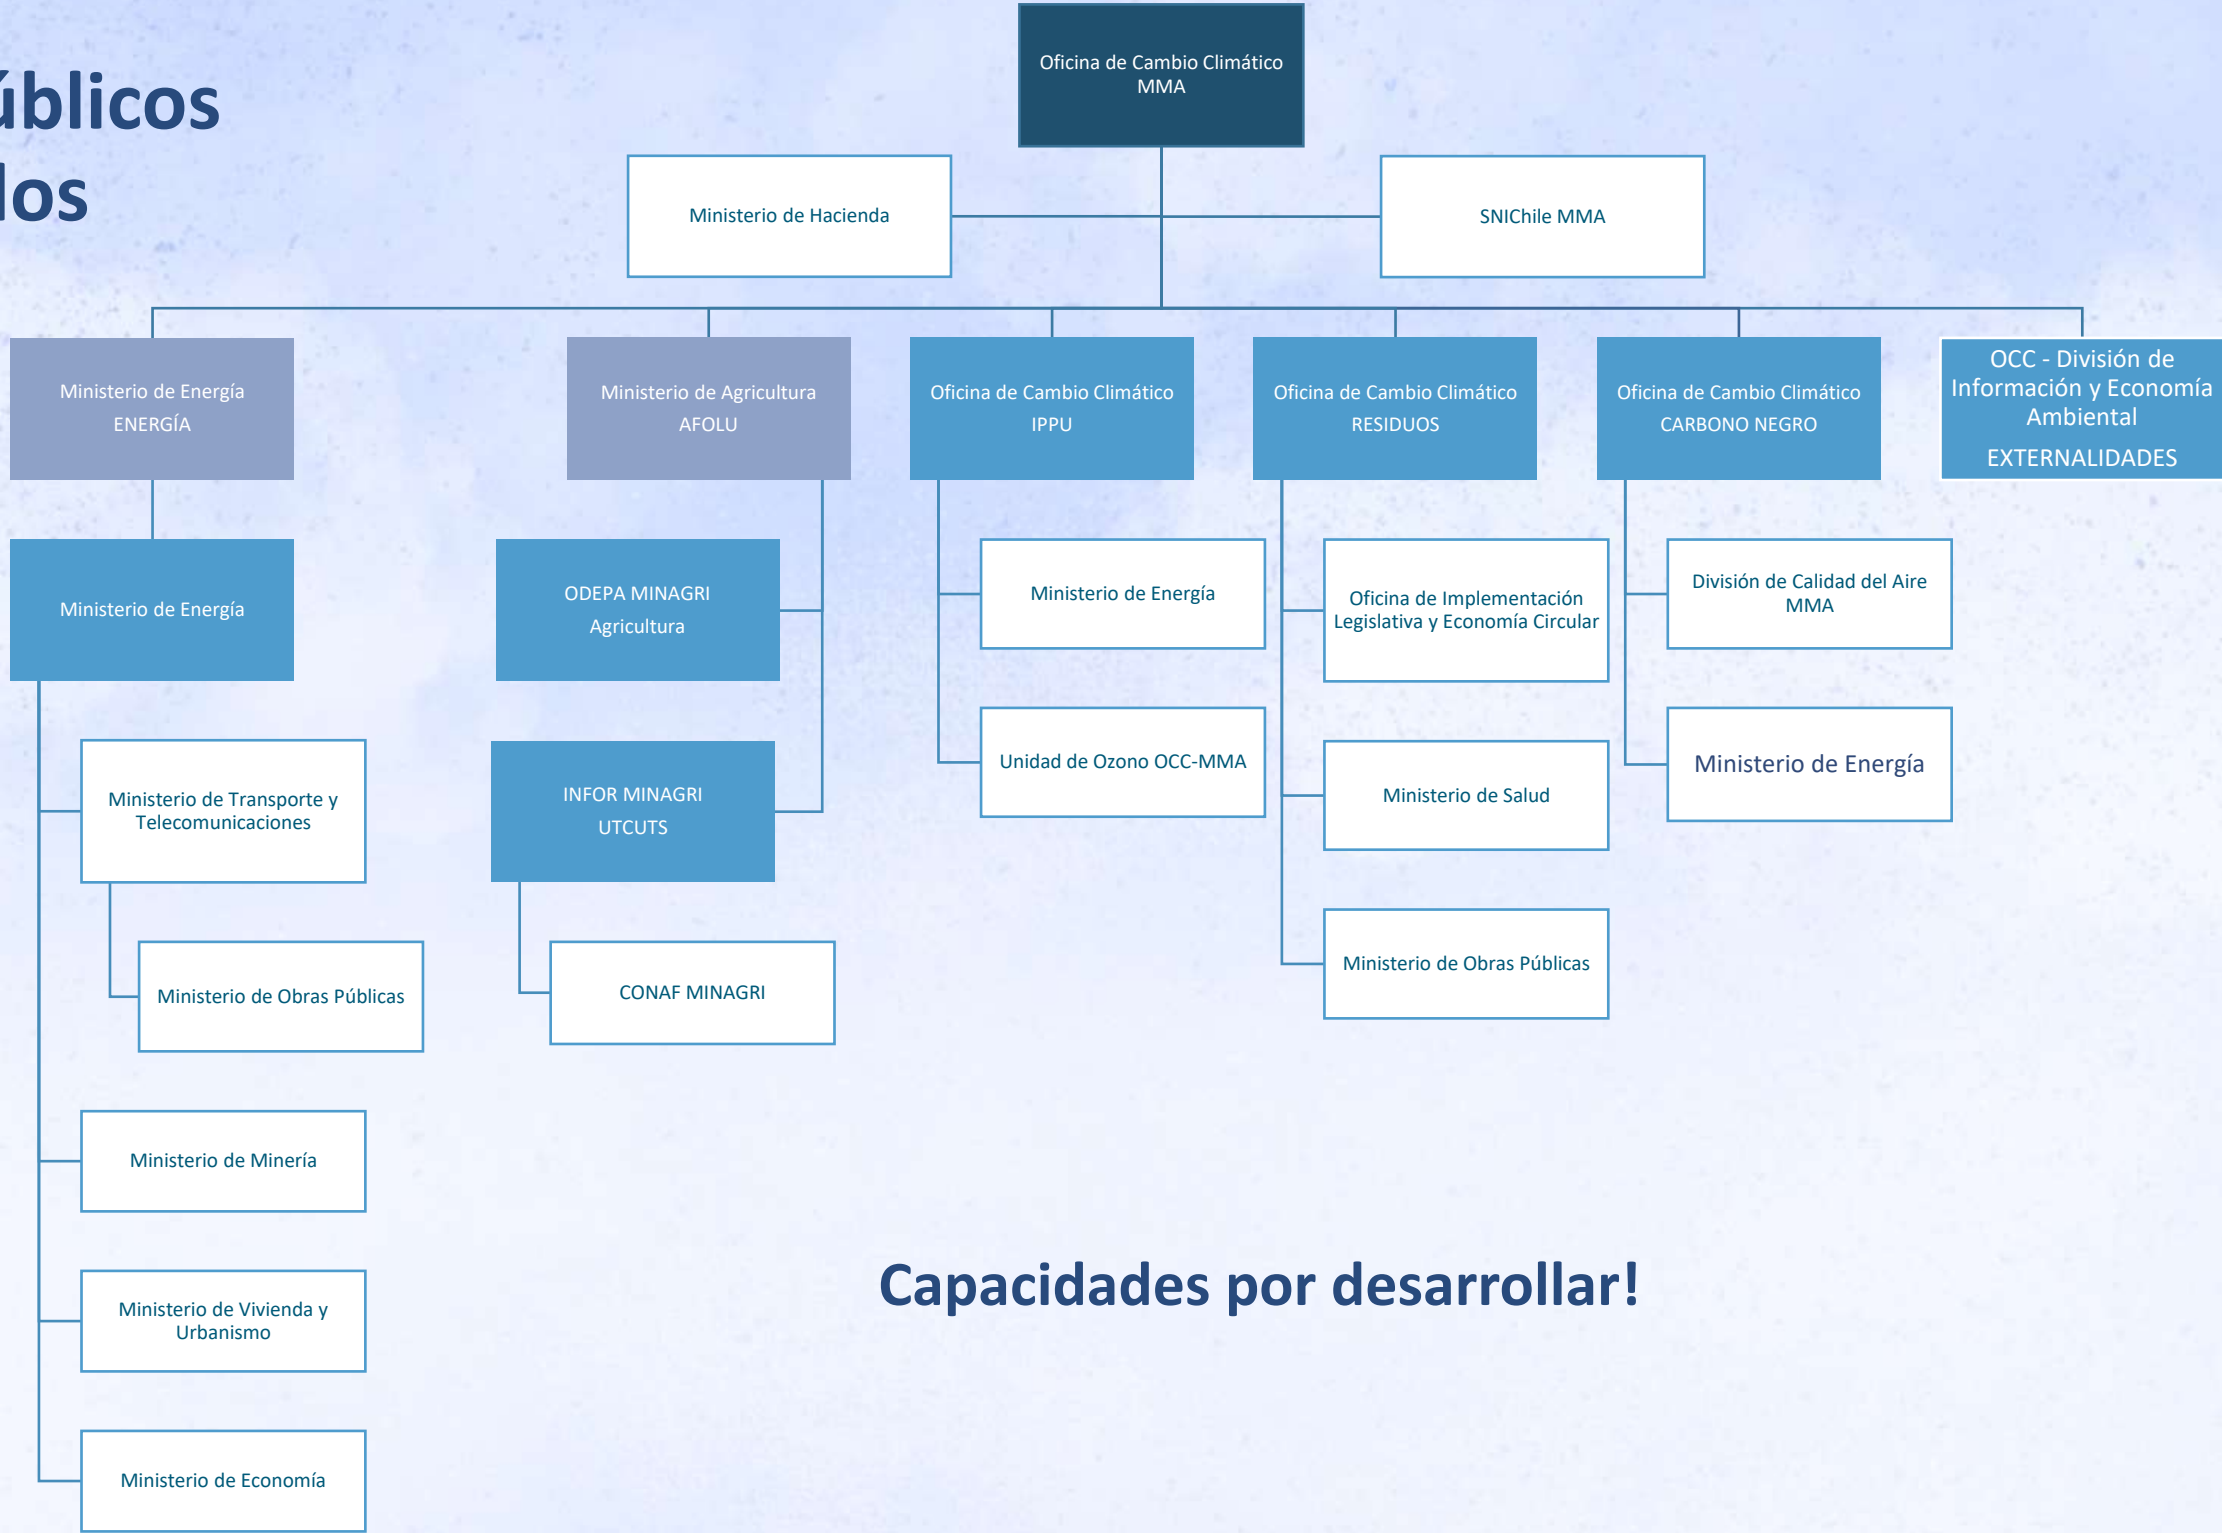 úblicos
los
Oficina de Cambio Climático
MMA
Ministerio de Hacienda
SNIChile MMA
Ministerio de Energía
ENERGÍA
Ministerio de Agricultura
AFOLU
Oficina de Cambio Climático
IPPU
Oficina de Cambio Climático
RESIDUOS
Oficina de Cambio Climático
CARBONO NEGRO
OCC - División de
Información y Economía
Ambiental
EXTERNALIDADES
Ministerio de Energía
Ministerio de Transporte y
Telecomunicaciones
Ministerio de Obras Públicas
Ministerio de Minería
Ministerio de Vivienda y
Urbanismo
Ministerio de Economía
ODEPA MINAGRI
Agricultura
INFOR MINAGRI
UTCUTS
CONAF MINAGRI
Ministerio de Energía
Unidad de Ozono OCC-MMA
Oficina de Implementación
Legislativa y Economía Circular
Ministerio de Salud
Ministerio de Obras Públicas
División de Calidad del Aire
MMA
Ministerio de Energía
Capacidades por desarrollar!